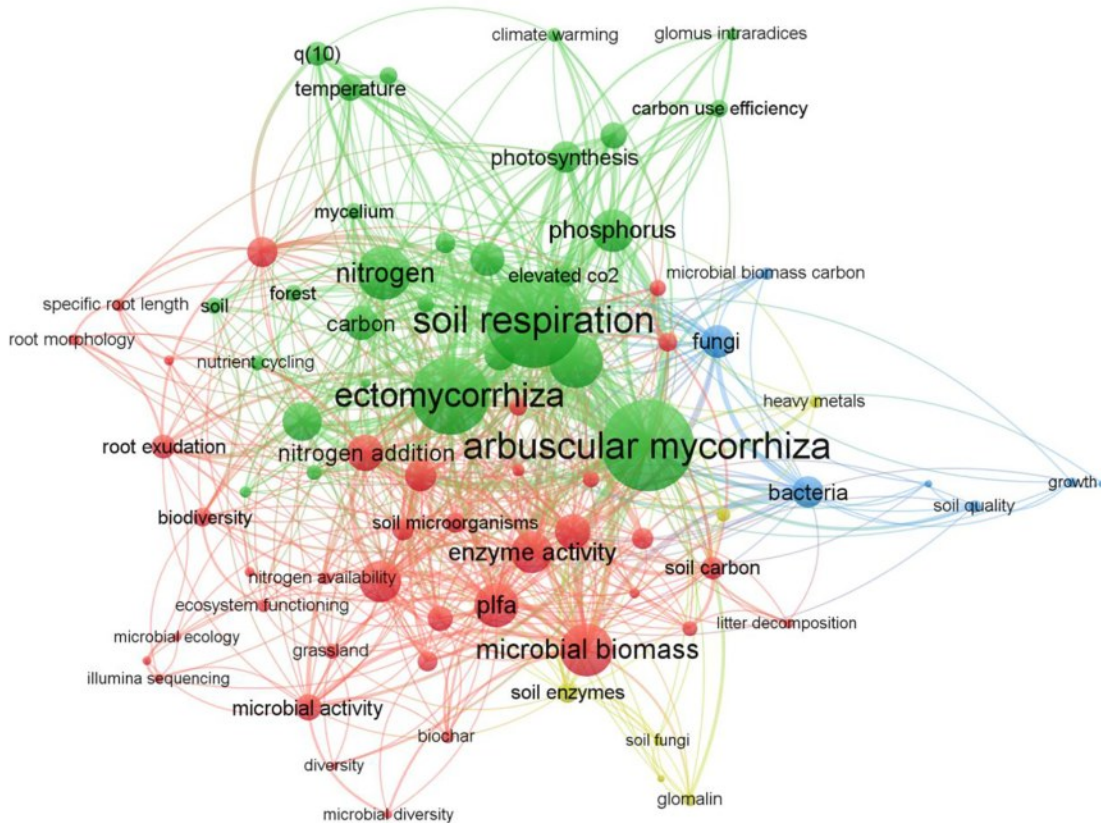 climate warming
glomus intraradices
q(10)
temperature
carbon use efficiency
photosynthesis
mycelium
phosphorus
nitrogen
elevated co2
microbial biomass carbon
specific root length
soil
forest
carbon
soil respiration
root morphology
fungi
nutrient cycling
ectomycorrhiza
heavy metals
root exudation
nitrogen addition
arbuscular mycorrhiza
bacteria
growth
soil quality
biodiversity
soil microorganisms
enzyme activity
soil carbon
nitrogen availability
ecosystem functioning
plfa
litter decomposition
microbial ecology
grassland
microbial biomass
illumina sequencing
soil enzymes
microbial activity
biochar
soil fungi
diversity
glomalin
microbial diversity